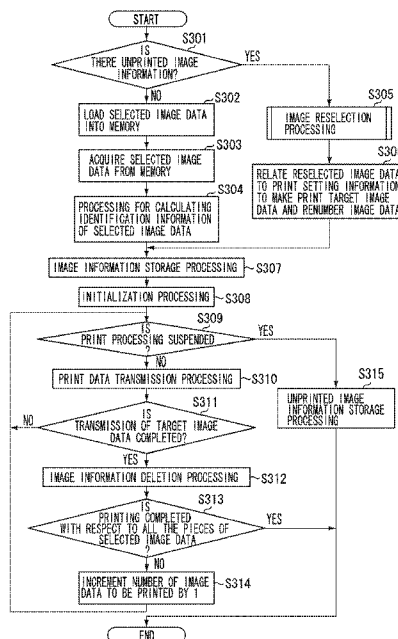 START
S301
IS
THERE UNPRINTED IMAGE
INFORMATION?
YES
NO
S302
LOAD SELECTED IMAGE DATA
INTO MEMORY
S303
ACQUIRE SELECTED IMAGE
DATA FROM MEMORY
S304
PROCESSING FOR CALCULATING
IDENTIFICATION INFORMATION
OF SELECTED IMAGE DATA
S305
IMAGE RESELECTION
PROCESSING
RELATE RESELECTED IMAGE DATA
TO PRINT SETTING INFORMATION
TO MAKE PRINT TARGET IMAGE
DATA AND RENUMBER IMAGE DATA
IMAGE INFORMATION STORAGE PROCESSING
S307
INITIALIZATION PROCESSING
S308
S309
IS
PRINT PROCESSING SUSPENDED
?
YES
NO
PRINT DATA TRANSMISSION PROCESSING
S310
S315
UNPRINTED IMAGE
INFORMATION STORAGE
PROCESSING
S311
IS
TRANSMISSION OF TARGET IMAGE
DATA COMPLETED?
NO
YES
IMAGE INFORMATION DELETION PROCESSING
S312
S313
IS
PRINTING COMPLETED
WITH RESPECT TO ALL THE PIECES OF
SELECTED IMAGE DATA
?
YES
NO
S314
INCREMENT NUMBER OF IMAGE
DATA TO BE PRINTED BY 1
END